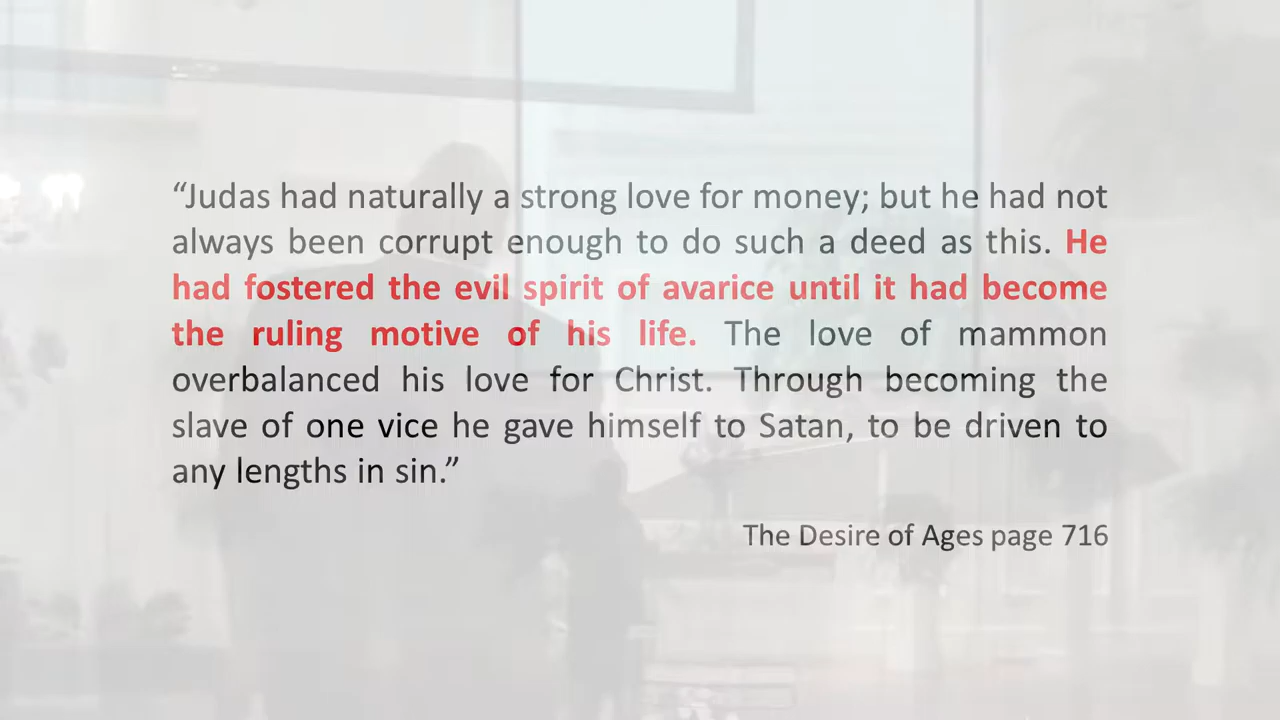 “Judas had naturally a strong love for money; but he had not
always been corrupt enough to do such a deed as this. He
had fostered the evil spirit of avarice until it had become
the ruling motive of his life. The love of mammon
overbalanced his love for Christ. Through becoming the
slave of one vice he gave himself to Satan, to be driven to
any lengths in sin.”
The Desire of Ages page 716